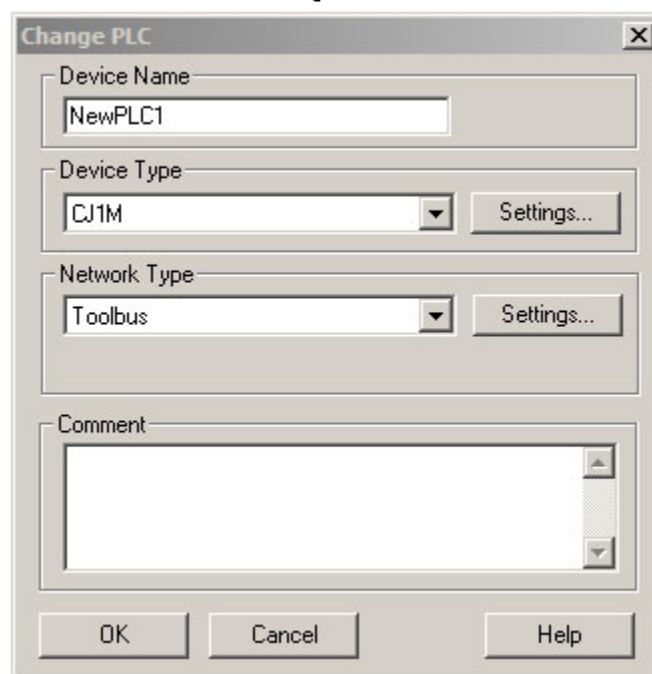 Change PLC
Device Name
NewPLC1
Device Type
CJ1M
Settings...
Network Type
Toolbus
Settings...
Comment
OK
Cancel
Help